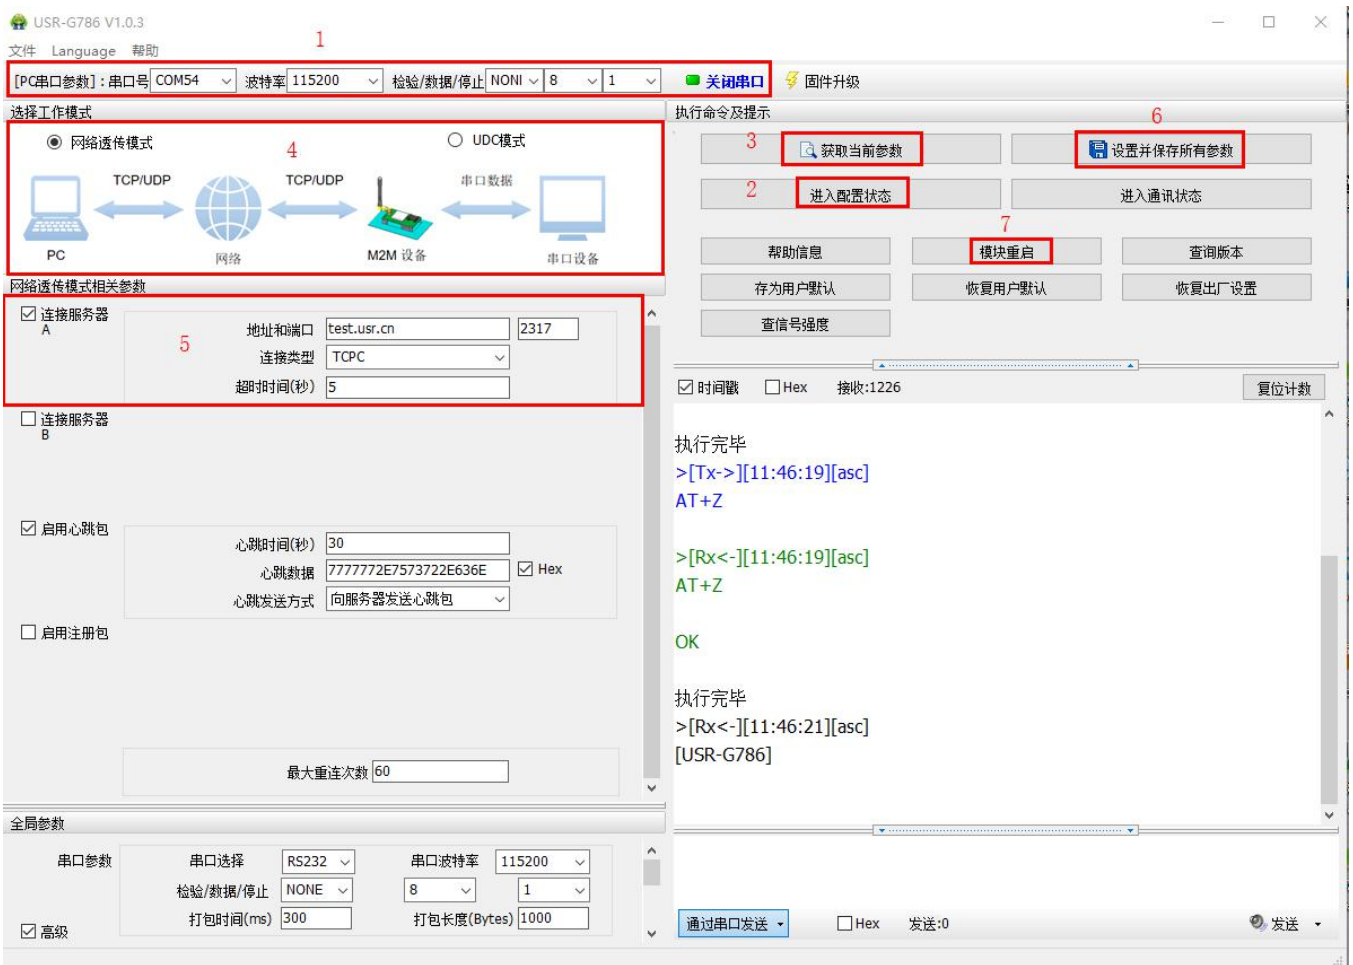 USR-G786 V1.0.3
文件 Language 帮助
1
[PC串口参数]:串口号 COM54 波特率 115200 检验/数据/停止 NONI 8 1 关闭串口 固件升级
选择工作模式
网络透传模式 4 UDC模式
TCP/UDP TCP/UDP 串口数据
PC 网络 M2M 设备 串口设备
网络透传模式相关参数
连接服务器
A
5
地址和端口 test.usr.cn 2317
连接类型 TCPC
超时时间(秒) 5
连接服务器
B
启用心跳包
心跳时间(秒) 30
心跳数据 7777772E7573722E636E Hex
心跳发送方式 向服务器发送心跳包
启用注册包
最大重连次数 60
全局参数
串口参数 串口选择 RS232 串口波特率 115200
检验/数据/停止 NONE 8 1
打包时间(ms) 300 打包长度(Bytes) 1000
高级
执行命令及提示
6
3 获取当前参数 设置并保存所有参数
2 进入配置状态 进入通讯状态
7
帮助信息 模块重启 查询版本
存为用户默认 恢复用户默认 恢复出厂设置
查信号强度
时间戳 Hex 接收:1226 复位计数
执行完毕
>[Tx->][11:46:19][asc]
AT+Z
>[Rx<-][11:46:19][asc]
AT+Z
OK
执行完毕
>[Rx<-][11:46:21][asc]
[USR-G786]
通过串口发送 Hex 发送:0 发送